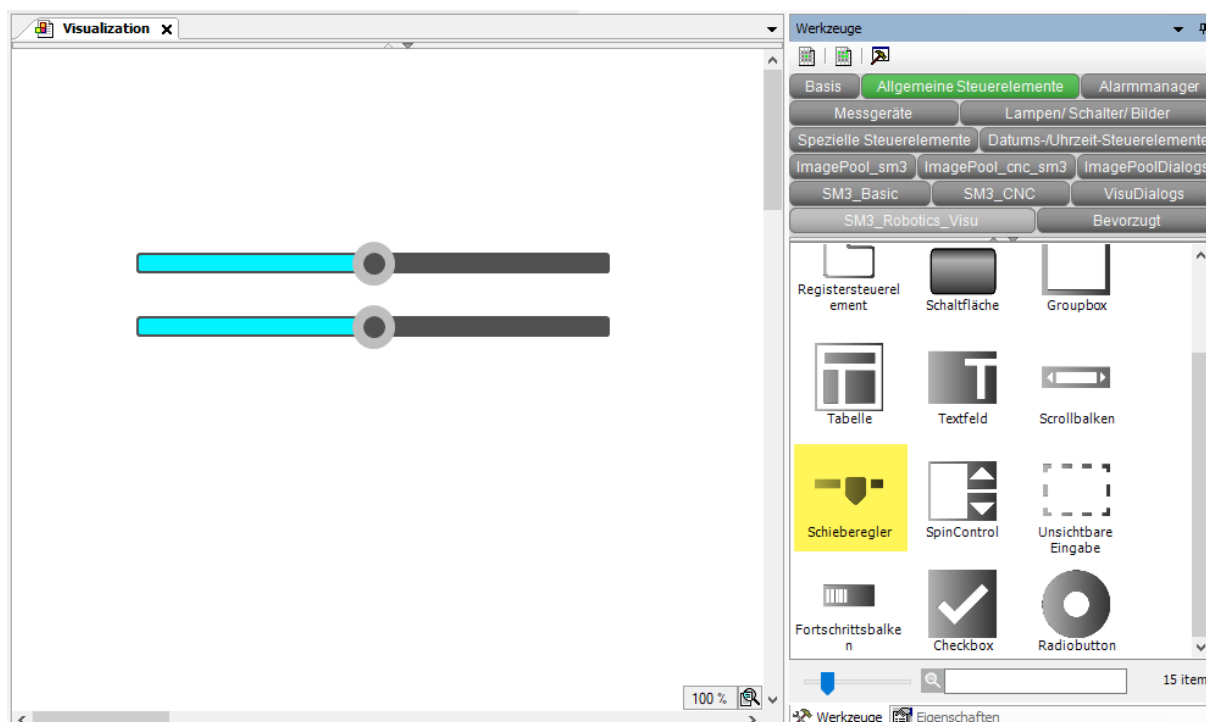 Visualization
Werkzeuge
Basis
Allgemeine Steuerelemente
Alarmmanager
Messgeräte
Lampen/ Schalter/ Bilder
Spezielle Steuerelemente
Datums-/Uhrzeit-Steuerelemente
ImagePool_sm3
ImagePool_cnc_sm3
ImagePoolDialogs
SM3_Basic
SM3_CNC
VisuDialogs
SM3_Robotics_Visu
Bevorzugt
Registersteuerel
ement
Schaltfläche
Groupbox
Tabelle
Textfeld
Scrollbalken
Schieberegler
SpinControl
Unsichtbare
Eingabe
Fortschrittsbalke
n
Checkbox
Radiobutton
100 %
15 item
Werkzeuge
Eigenschaften